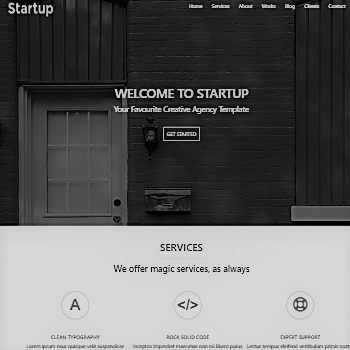 Startup
Home Services About Works Blog Clients Contact
WELCOME TO STARTUP
Your Favourite Creative Agency Template
GET STARTED
SERVICES
We offer magic services, as always
A </>
CLEAN TYPOGRAPHY ROCK SOLID CODE EXPERT SUPPORT
Lorem ipsum risus suscipit velit suspendisse Inceptos imperdiet maecenas non mi libero purus Lectus tempus pretium eleifend vestibulum primis